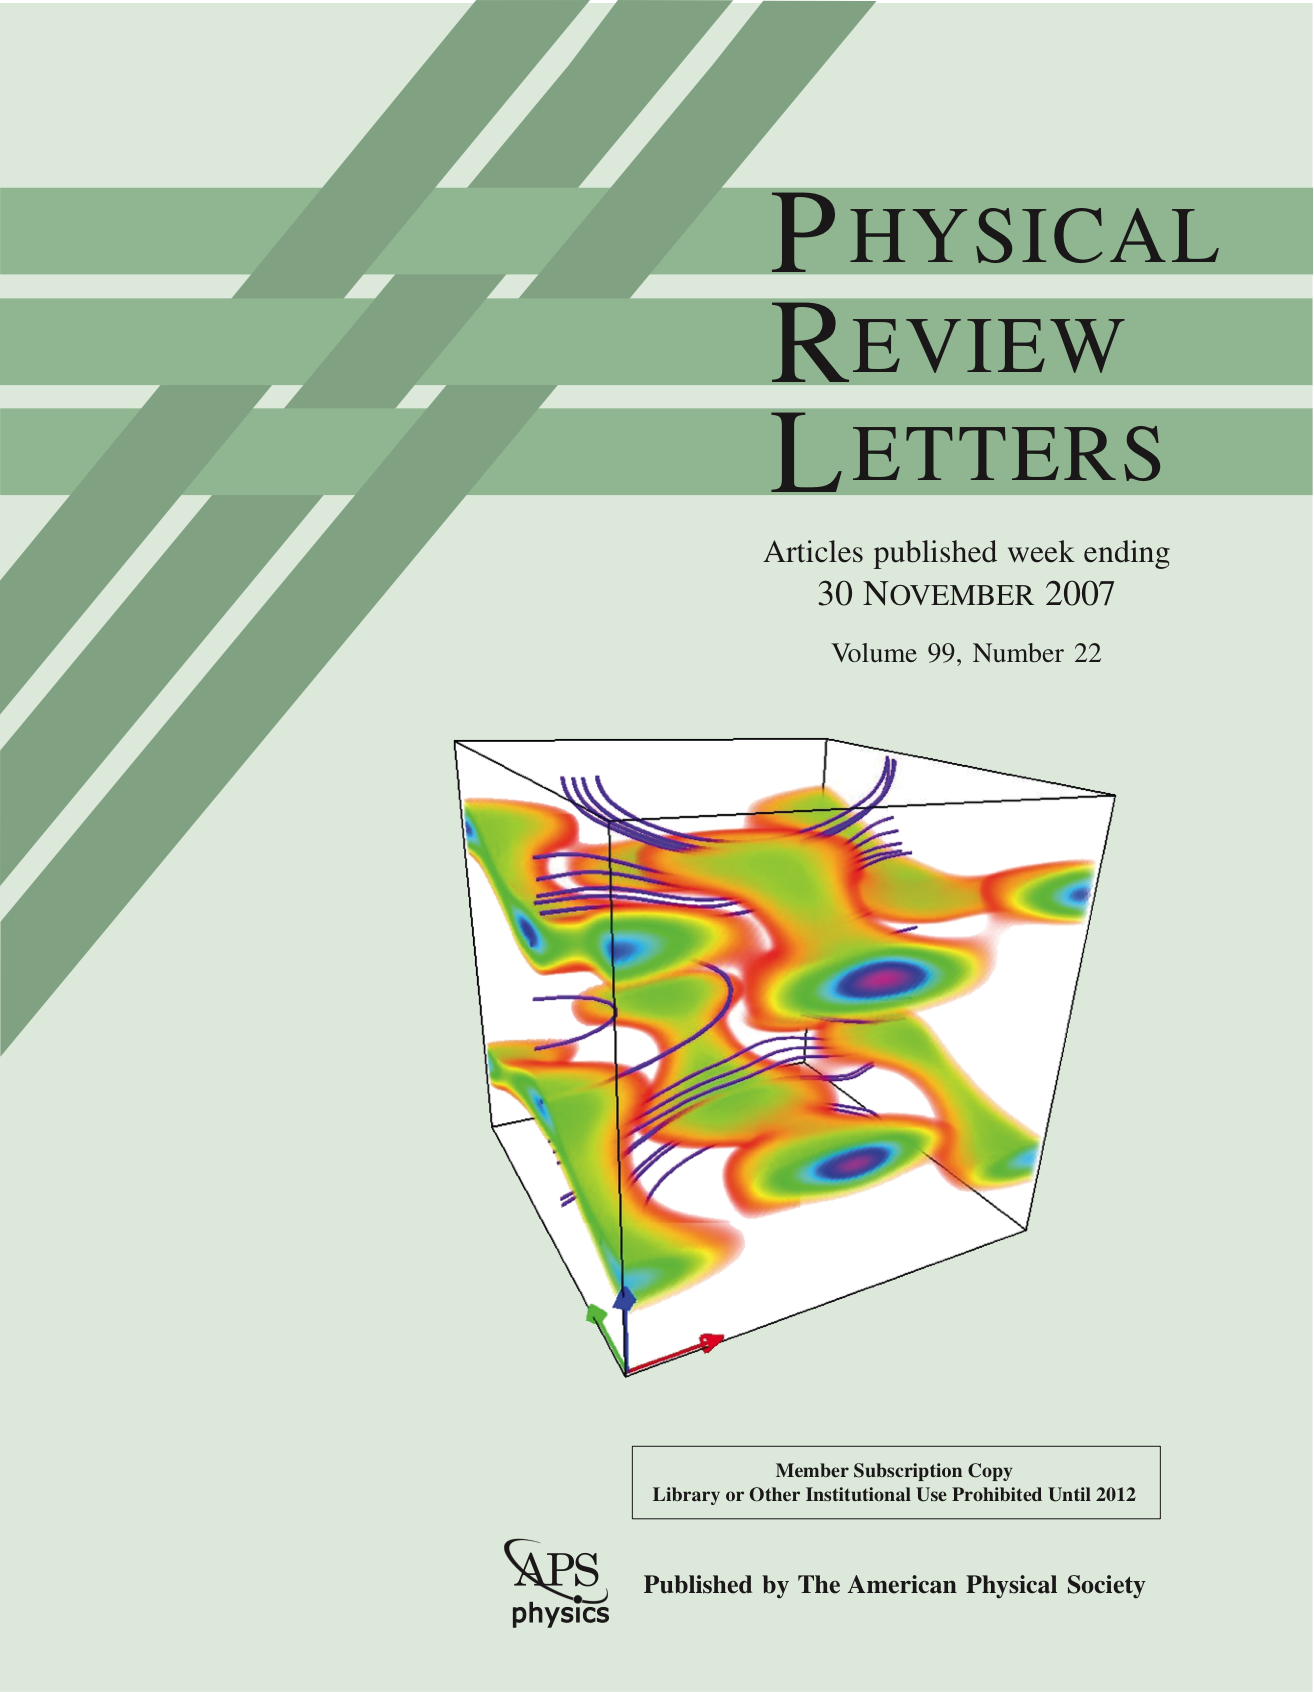 PHYSICAL
REVIEW
LETTERS
Articles published week ending
30 NOVEMBER 2007
Volume 99, Number 22
Member Subscription Copy
Library or Other Institutional Use Prohibited Until 2012
APS
physics
Published by The American Physical Society